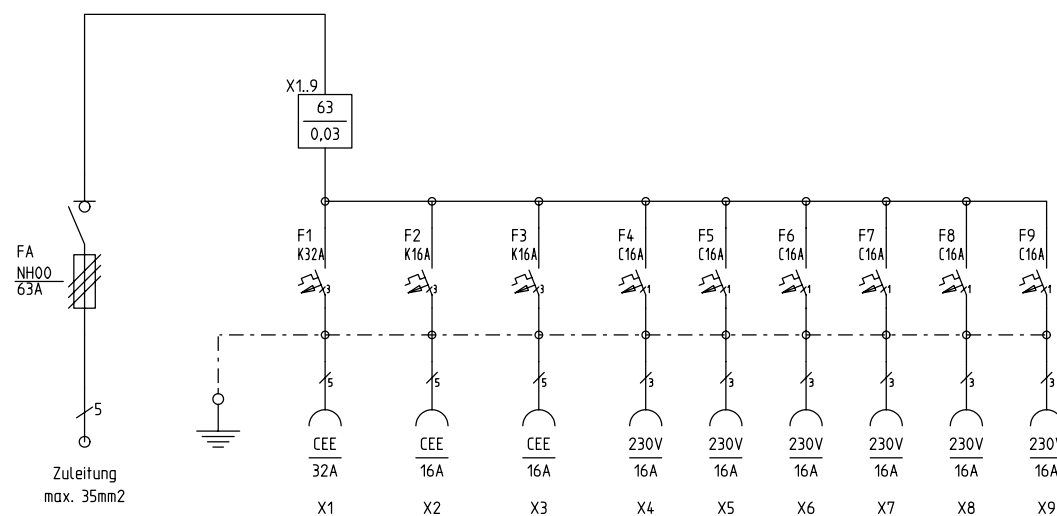 X1..9
63
0,03
FA
NH00
63A
F1 F2 F3 F4 F5 F6 F7 F8 F9
K32A K16A K16A C16A C16A C16A C16A C16A C16A
3 3 3 1 1 1 1 1 1
5 5 5 3 3 3 3 3 3
5
CEE CEE CEE 230V 230V 230V 230V 230V 230V
32A 16A 16A 16A 16A 16A 16A 16A 16A
X1 X2 X3 X4 X5 X6 X7 X8 X9
Zuleitung
max. 35mm2